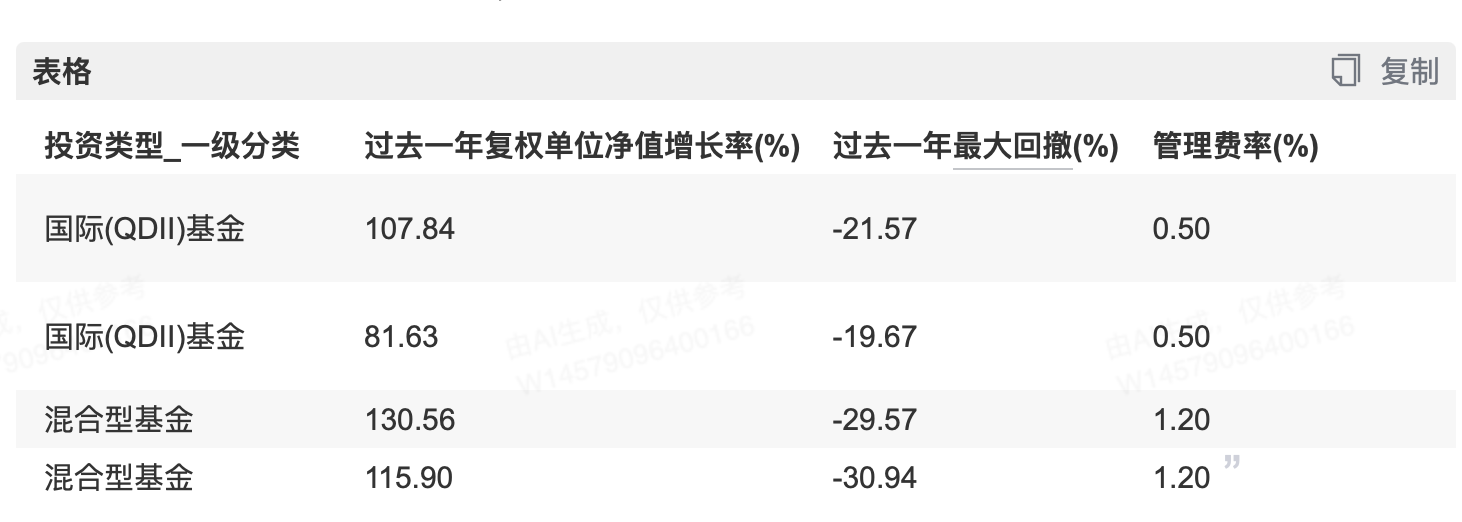 表格
复制
投资类型_一级分类 过去一年复权单位净值增长率(%) 过去一年最大回撤(%) 管理费率(%)
国际(QDII)基金 107.84 -21.57 0.50
国际(QDII)基金 81.63 -19.67 0.50
混合型基金 130.56 -29.57 1.20
混合型基金 115.90 -30.94 1.20 ”
由AI生成，仅供参考
W14579096400166
由AI生成，仅供参考
W14579096400166